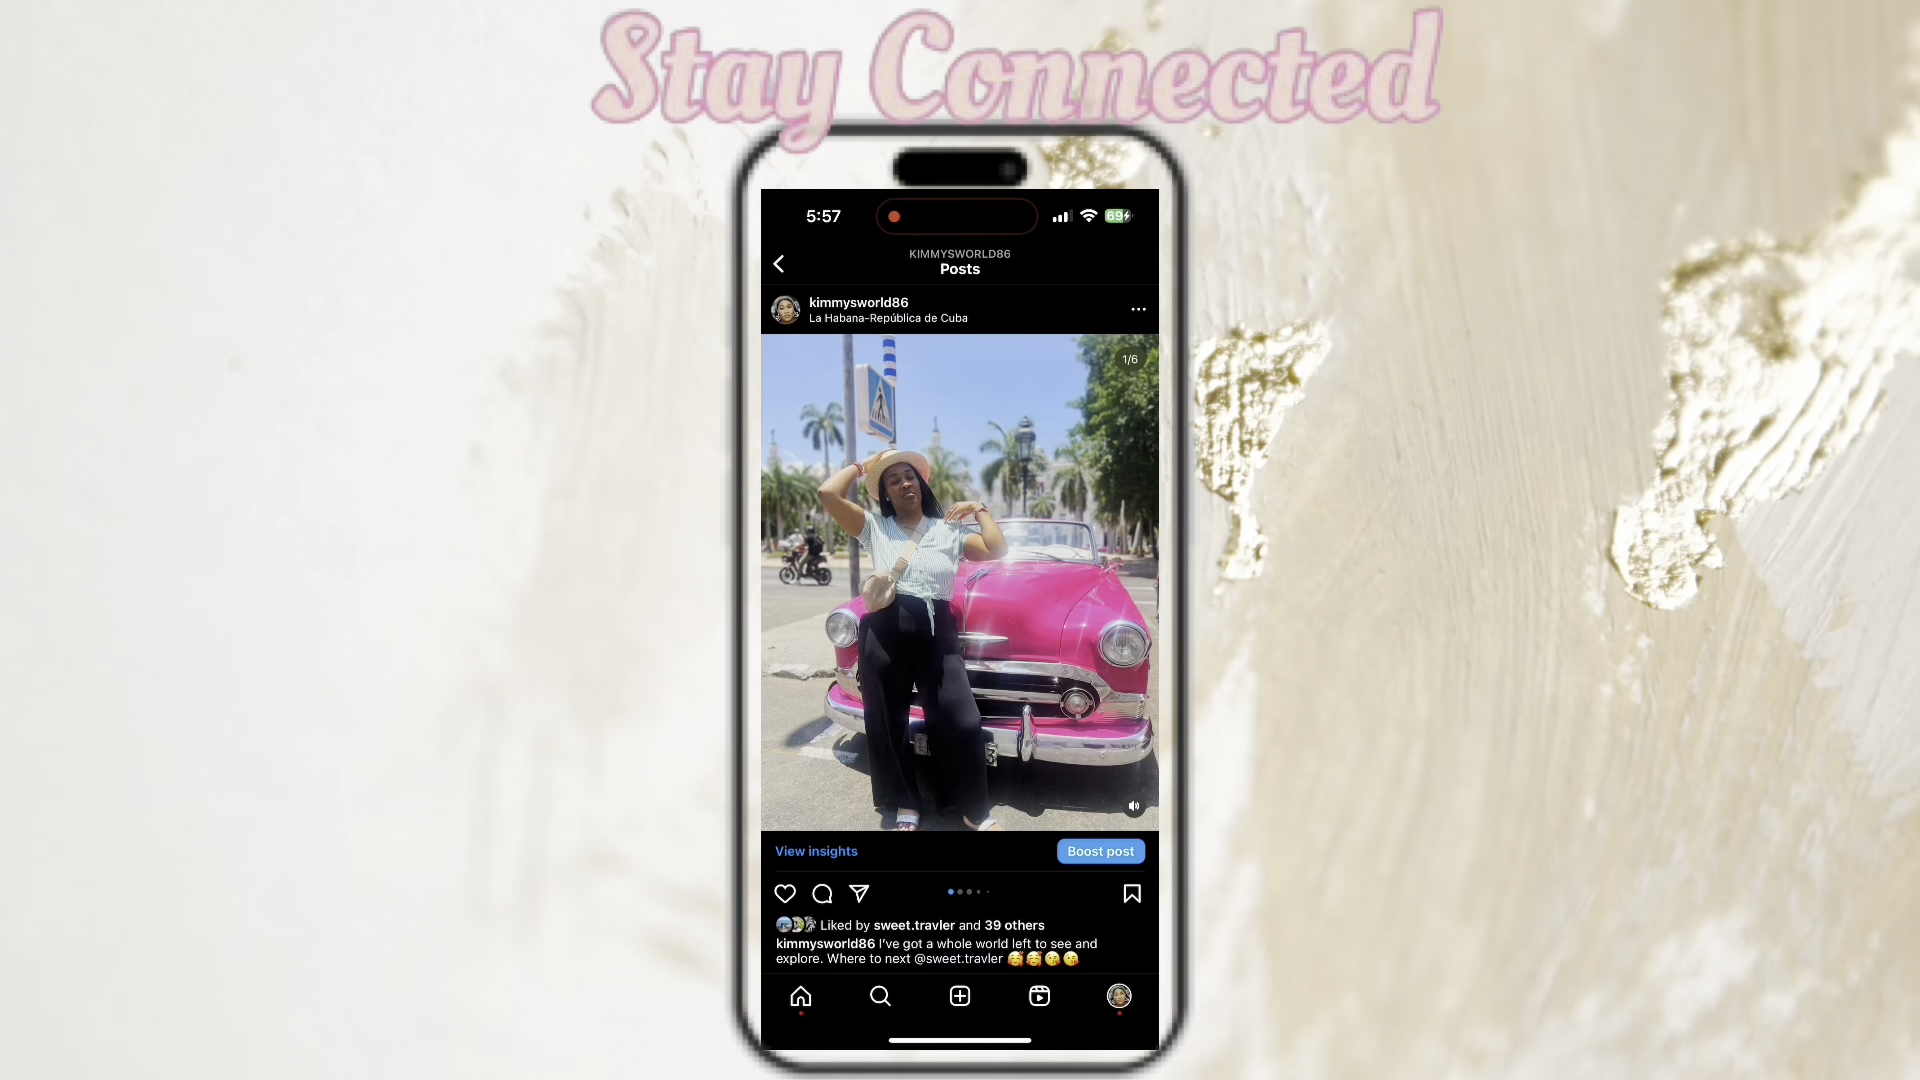 Stay Connected
5:57
69
KIMMYSWORLD86
Posts
kimmysworld86
La Habana-República de Cuba
1/6
View insights
Boost post
Liked by sweet.travler and 39 others
kimmysworld86 I've got a whole world left to see and
explore. Where to next @sweet.travler 🥰🥰😘😘